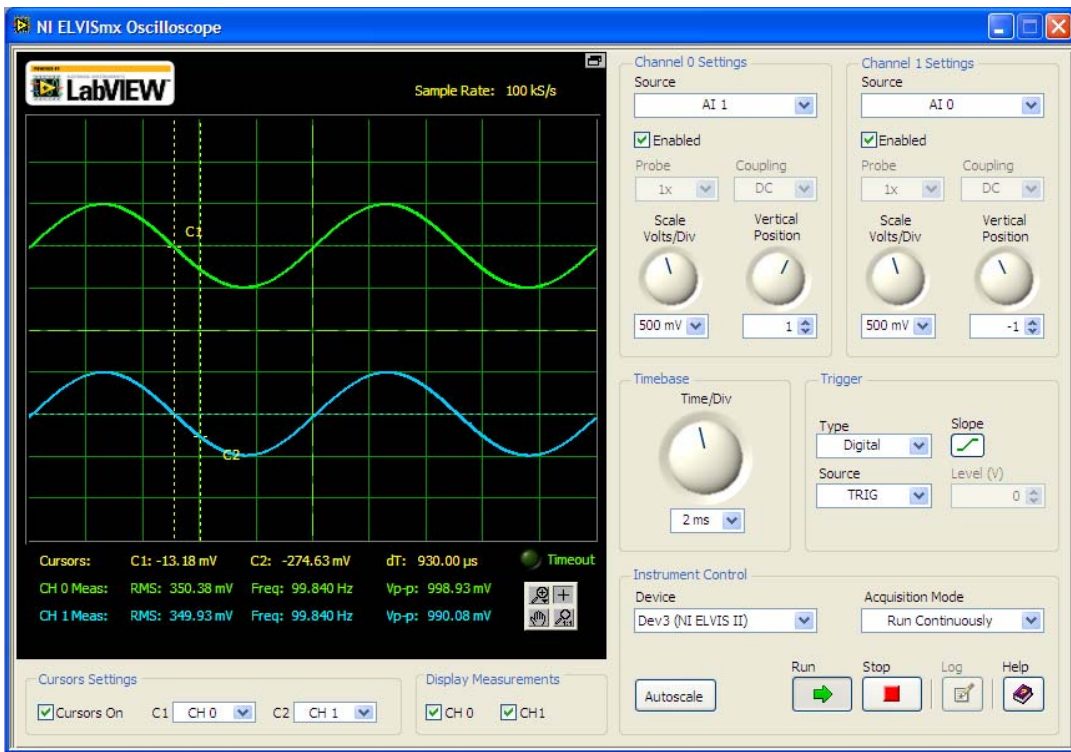 NI ELVISmx Oscilloscope
LabVIEW
Sample Rate: 100 kS/s
C1
C2
Cursors: C1: -13.18 mV C2: -274.63 mV dT: 930.00 µs Timeout
CH 0 Meas: RMS: 350.38 mV Freq: 99.840 Hz Vp-p: 998.93 mV
CH 1 Meas: RMS: 349.93 mV Freq: 99.840 Hz Vp-p: 990.08 mV
Cursors Settings
Cursors On C1 CH 0 C2 CH 1
Display Measurements
CH 0 CH1
Channel 0 Settings
Source
AI 1
Enabled
Probe Coupling
1x DC
Scale Vertical
Volts/Div Position
500 mV 1
Channel 1 Settings
Source
AI 0
Enabled
Probe Coupling
1x DC
Scale Vertical
Volts/Div Position
500 mV -1
Timebase
Time/Div
2 ms
Trigger
Type Slope
Digital
Source Level (V)
TRIG 0
Instrument Control
Device Acquisition Mode
Dev3 (NI ELVIS II) Run Continuously
Run Stop Log Help
Autoscale